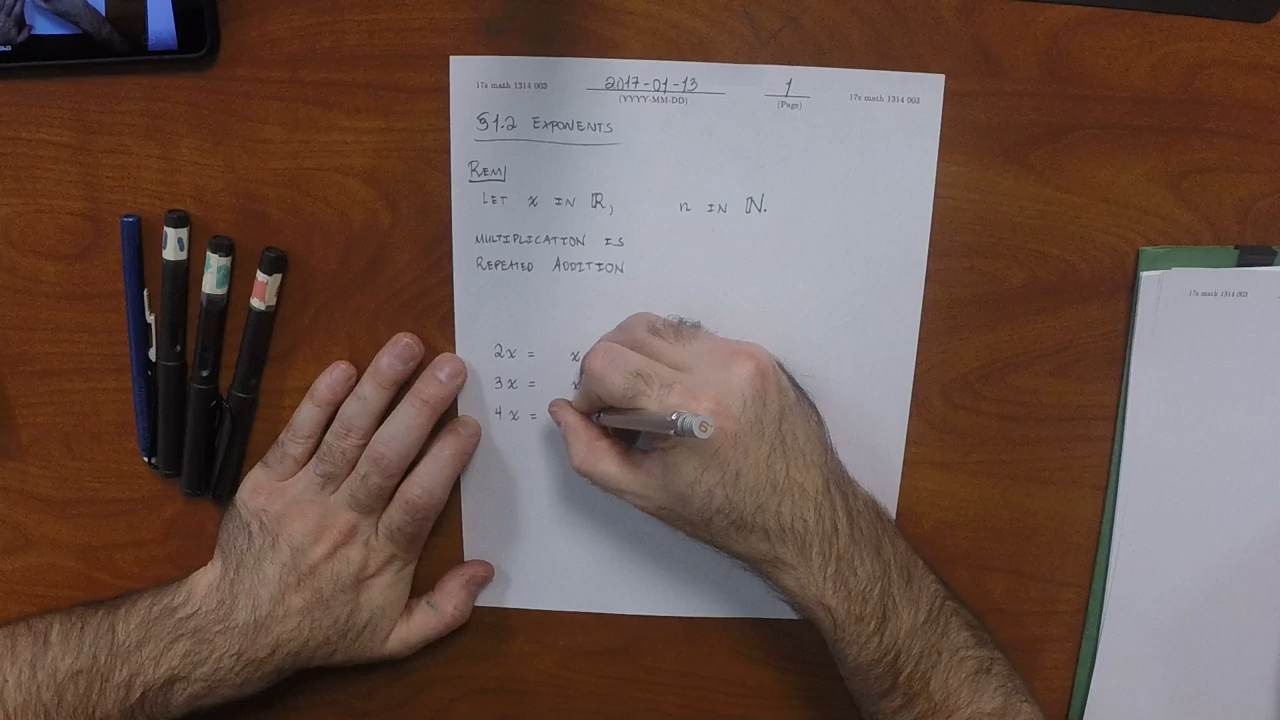 17s math 1314 003 2017-01-13 1 17s math 1314 003
(YYYY-MM-DD) (Page)
§1.2 EXPONENTS
REM
LET x IN ℝ, n IN ℕ.
MULTIPLICATION IS
REPEATED ADDITION
2x = x
3x = x
4x =
17s math 1314 003